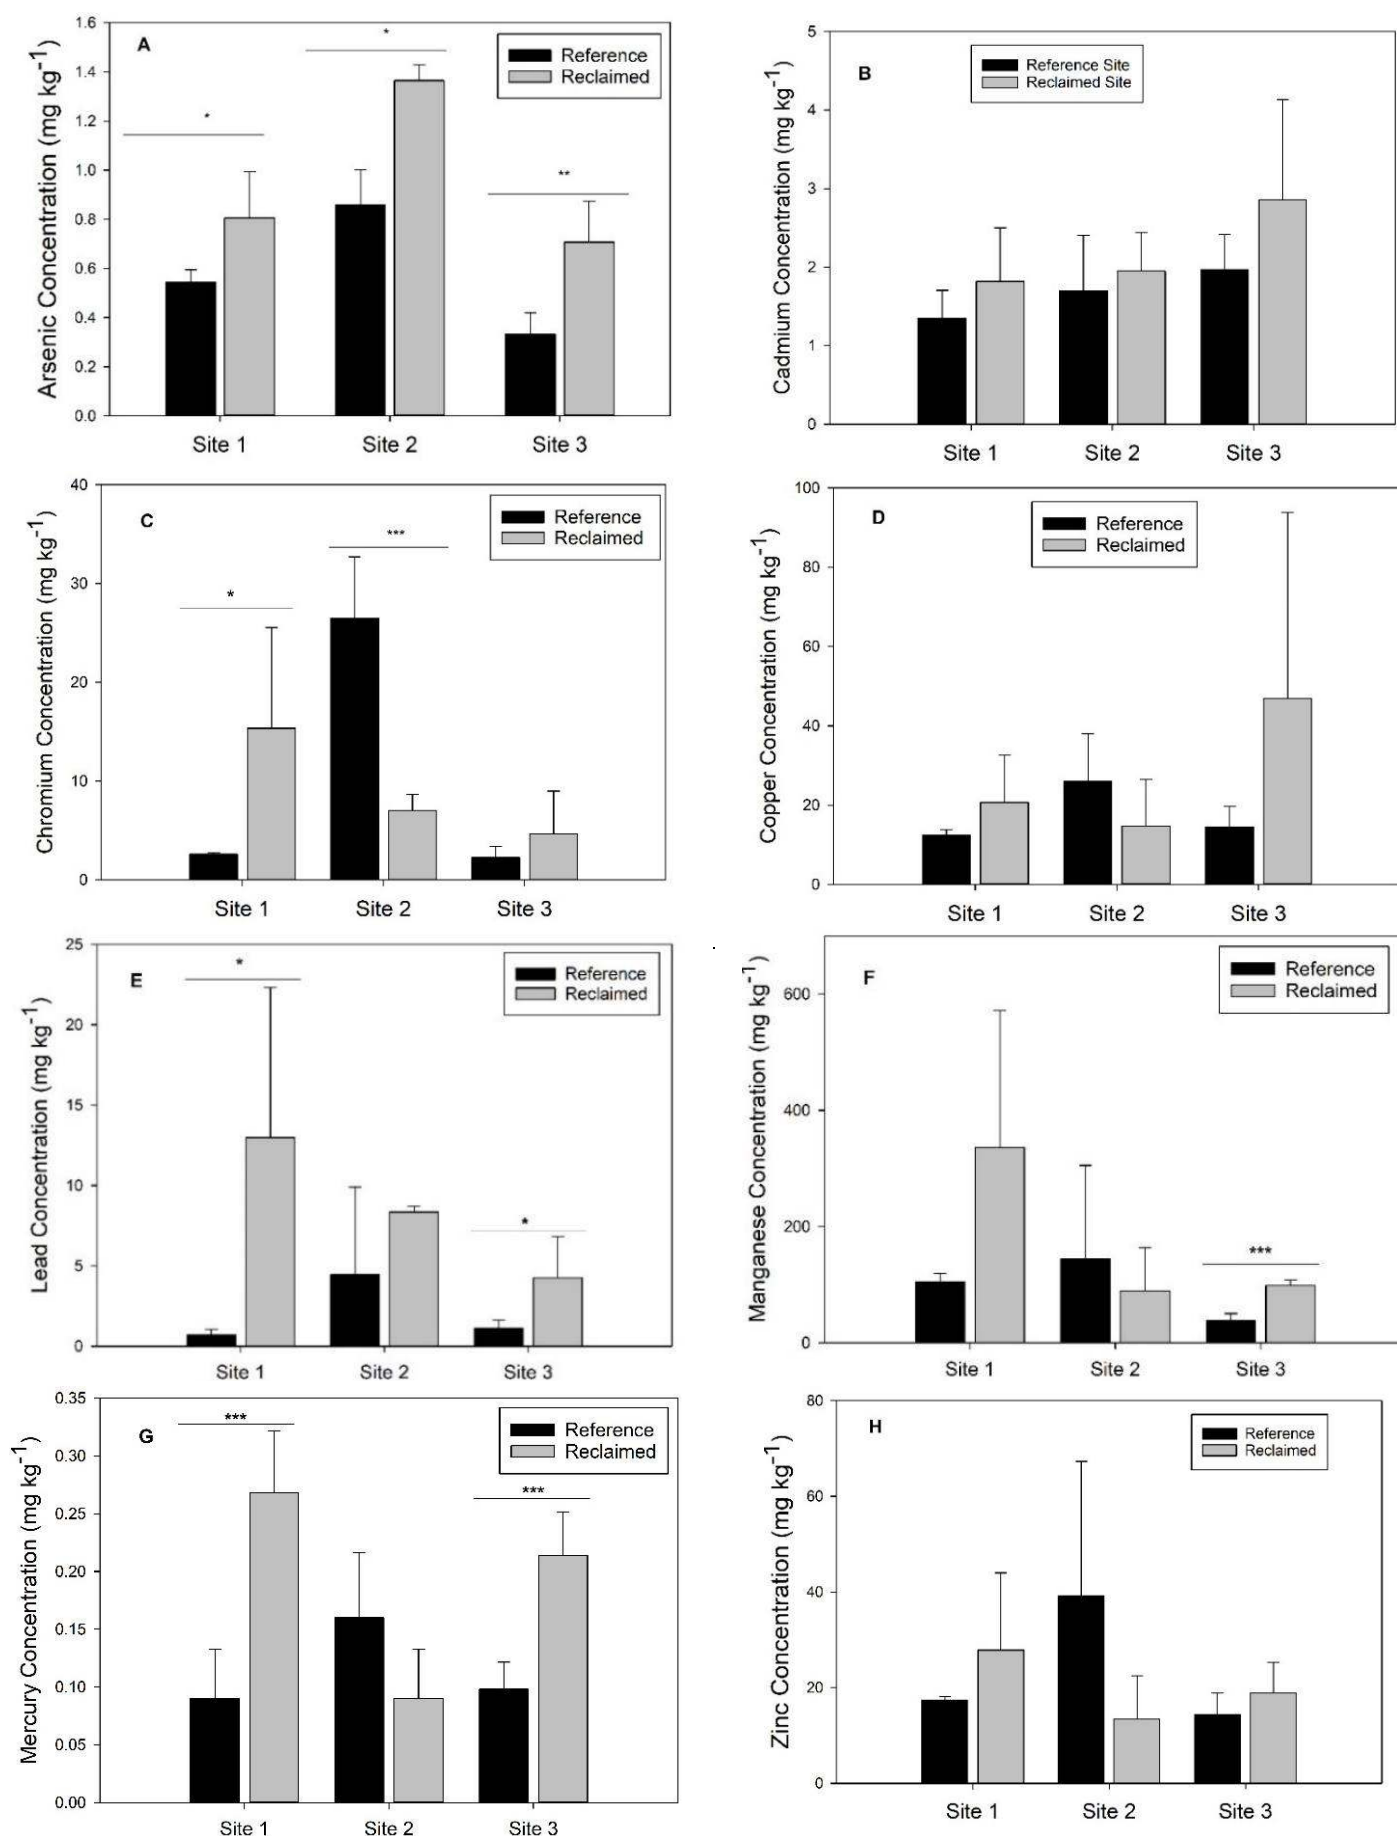 A
Arsenic Concentration (mg kg⁻¹)
1.6
1.4
1.2
1.0
0.8
0.6
0.4
0.2
0.0
*
*
**
Reference
Reclaimed
Site 1 Site 2 Site 3
B
Cadmium Concentration (mg kg⁻¹)
5
4
3
2
1
0
Reference Site
Reclaimed Site
Site 1 Site 2 Site 3
C
Chromium Concentration (mg kg⁻¹)
40
30
20
10
0
*
***
Reference
Reclaimed
Site 1 Site 2 Site 3
D
Copper Concentration (mg kg⁻¹)
100
80
60
40
20
0
Reference
Reclaimed
Site 1 Site 2 Site 3
E
Lead Concentration (mg kg⁻¹)
25
20
15
10
5
0
*
*
Reference
Reclaimed
Site 1 Site 2 Site 3
F
Manganese Concentration (mg kg⁻¹)
600
400
200
0
***
Reference
Reclaimed
Site 1 Site 2 Site 3
G
Mercury Concentration (mg kg⁻¹)
0.35
0.30
0.25
0.20
0.15
0.10
0.05
0.00
***
***
Reference
Reclaimed
Site 1 Site 2 Site 3
H
Zinc Concentration (mg kg⁻¹)
80
60
40
20
0
Reference
Reclaimed
Site 1 Site 2 Site 3